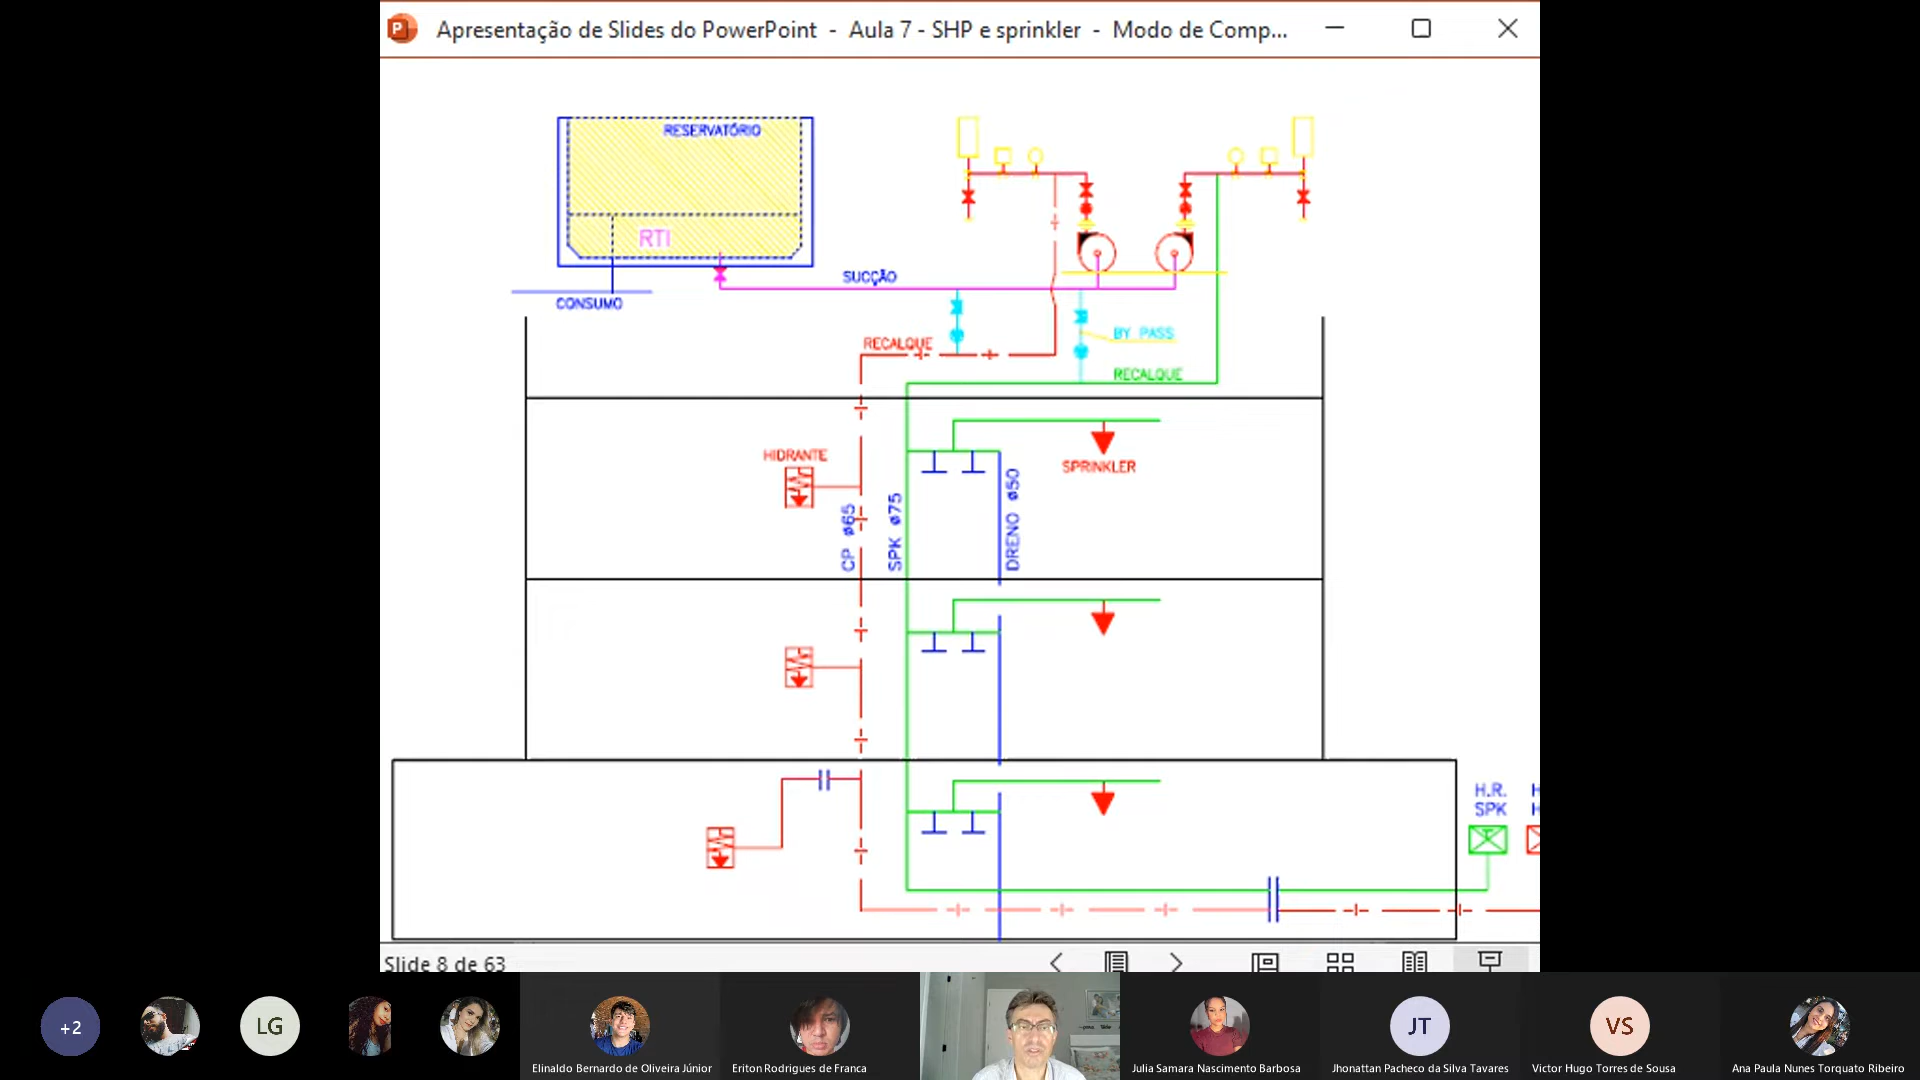 Apresentação de Slides do PowerPoint - Aula 7 - SHP e sprinkler - Modo de Comp...
RESERVATÓRIO
RTI
SUCÇÃO
CONSUMO
BY PASS
RECALQUE
RECALQUE
HIDRANTE
SPRINKLER
CP ø65
SPK ø75
DRENO ø50
H.R.
SPK
H
H
Slide 8 de 63
+2
LG
JT
VS
Elinaldo Bernardo de Oliveira Júnior
Eriton Rodrigues de Franca
Julia Samara Nascimento Barbosa
Jhonattan Pacheco da Silva Tavares
Victor Hugo Torres de Sousa
Ana Paula Nunes Torquato Ribeiro